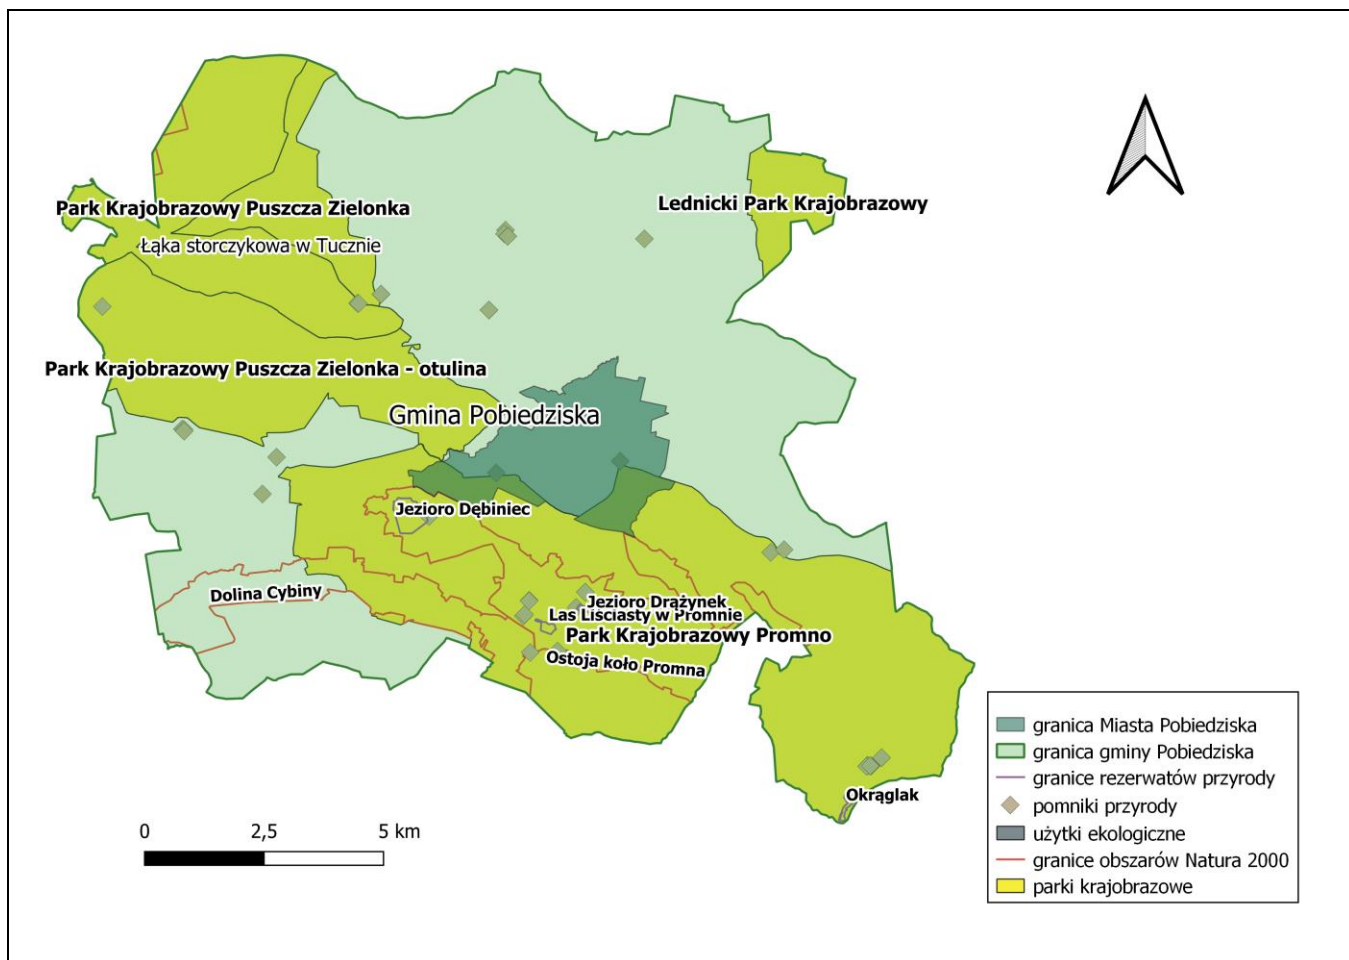 Park Krajobrazowy Puszcza Zielonka
Lednicki Park Krajobrazowy
Łąka storczykowa w Tucznie
Park Krajobrazowy Puszcza Zielonka - otulina
Gmina Pobiedziska
Jezioro Dębiniec
Dolina Cybiny
Jezioro Drążynek
Las Liściasty w Promnie
Park Krajobrazowy Promno
Ostoja koło Promna
Okrąglak
0 2,5 5 km
granica Miasta Pobiedziska
granica gminy Pobiedziska
granice rezerwatów przyrody
pomniki przyrody
użytki ekologiczne
granice obszarów Natura 2000
parki krajobrazowe